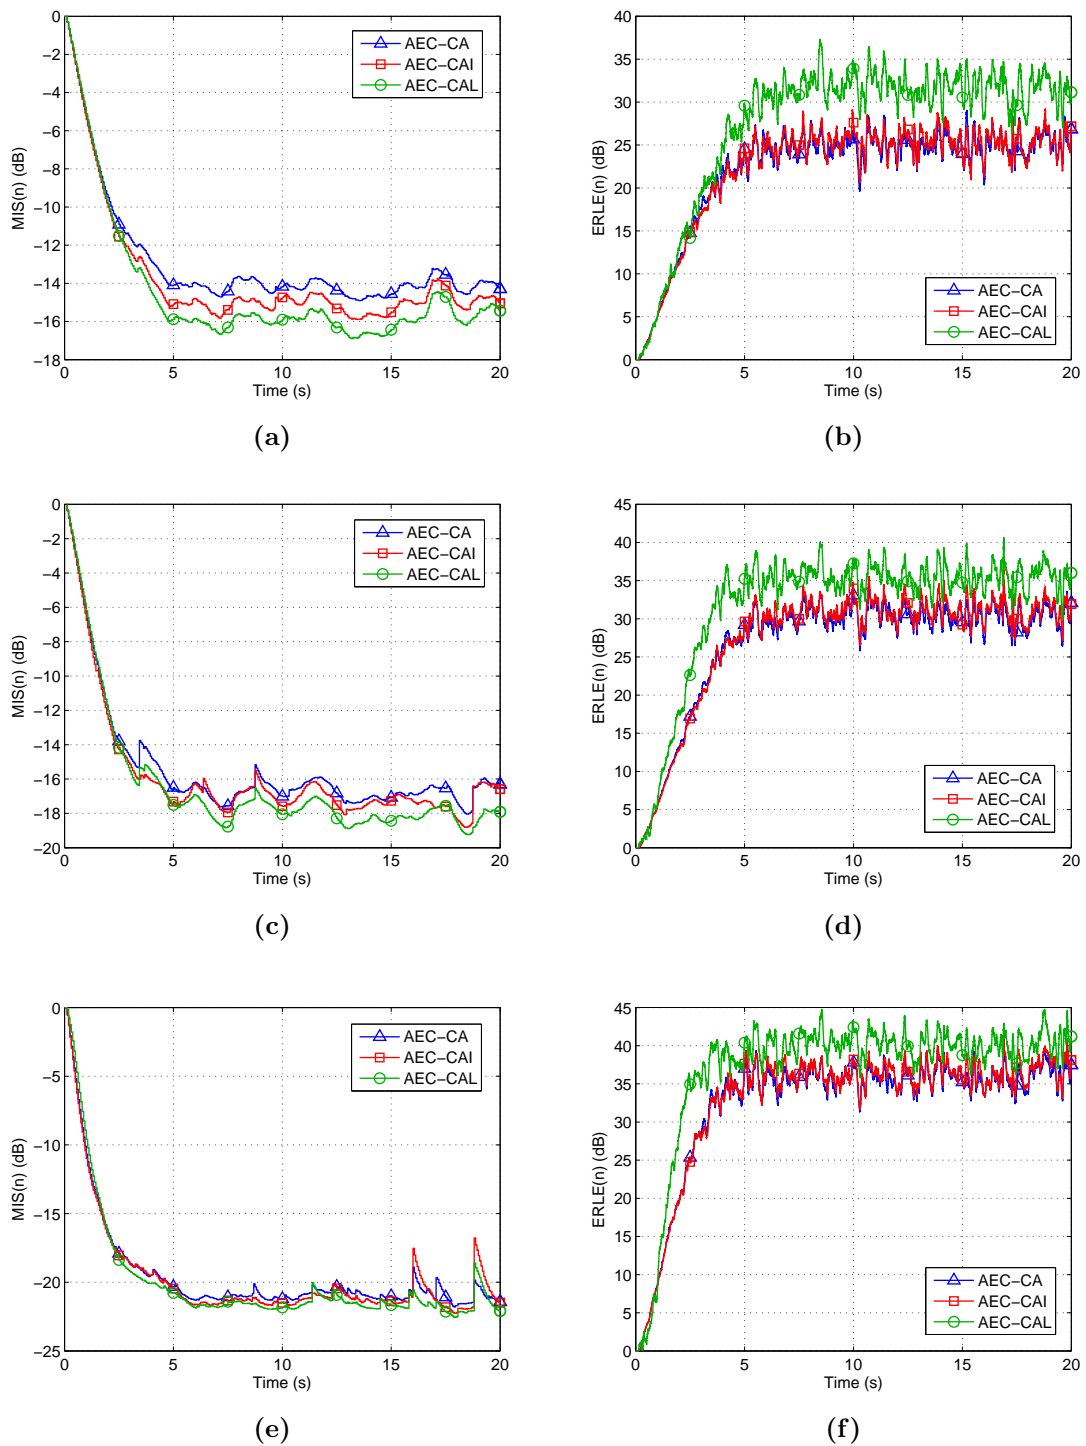 0
−2
−4
−6
−8
−10
−12
−14
−16
−18
MIS(n) (dB)
0 5 10 15 20
Time (s)
AEC−CA
AEC−CAI
AEC−CAL
(a)
40
35
30
25
20
15
10
5
0
ERLE(n) (dB)
0 5 10 15 20
Time (s)
AEC−CA
AEC−CAI
AEC−CAL
(b)
0
−2
−4
−6
−8
−10
−12
−14
−16
−18
−20
MIS(n) (dB)
0 5 10 15 20
Time (s)
AEC−CA
AEC−CAI
AEC−CAL
(c)
45
40
35
30
25
20
15
10
5
0
ERLE(n) (dB)
0 5 10 15 20
Time (s)
AEC−CA
AEC−CAI
AEC−CAL
(d)
0
−5
−10
−15
−20
−25
MIS(n) (dB)
0 5 10 15 20
Time (s)
AEC−CA
AEC−CAI
AEC−CAL
(e)
45
40
35
30
25
20
15
10
5
0
ERLE(n) (dB)
0 5 10 15 20
Time (s)
AEC−CA
AEC−CAI
AEC−CAL
(f)